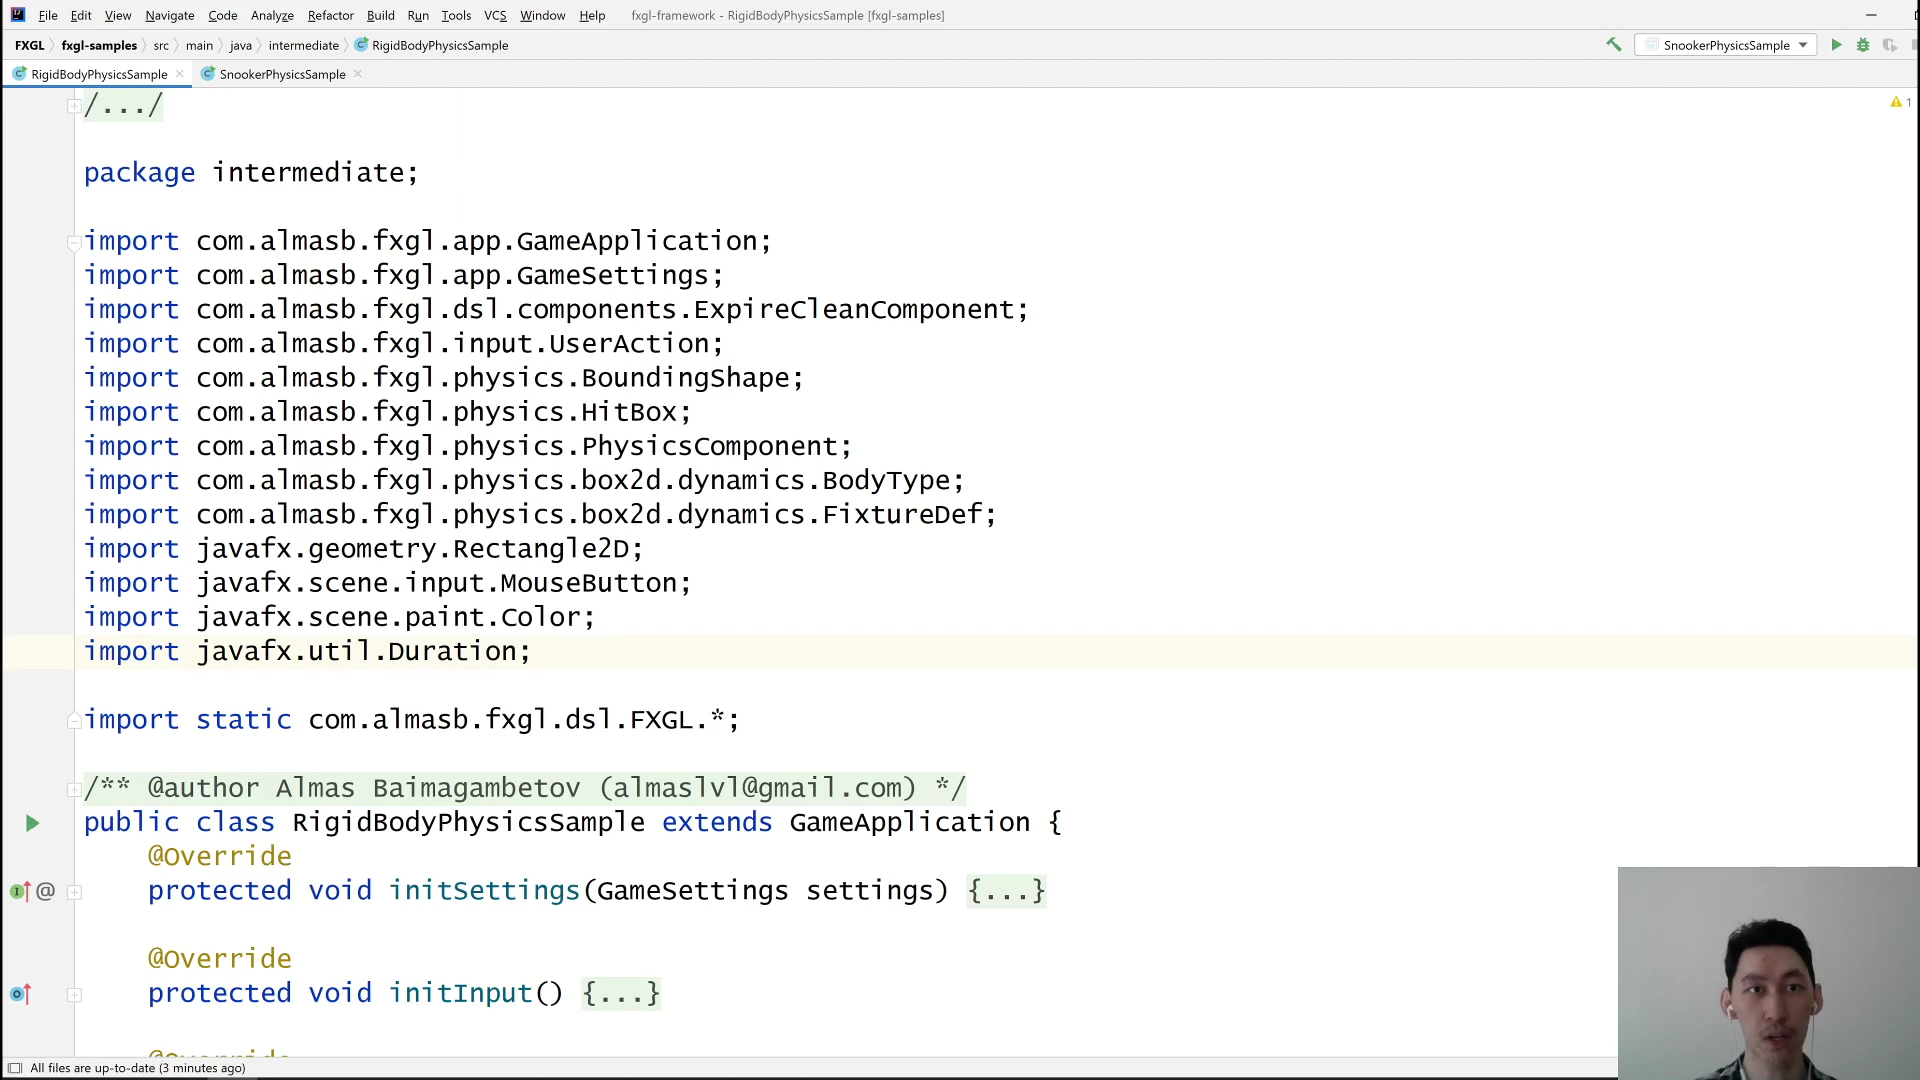 File Edit View Navigate Code Analyze Refactor Build Run Tools VCS Window Help fxgl-framework - RigidBodyPhysicsSample [fxgl-samples]
FXGL fxgl-samples src main java intermediate RigidBodyPhysicsSample SnookerPhysicsSample
RigidBodyPhysicsSample SnookerPhysicsSample
/.../
1
package intermediate;
import com.almasb.fxgl.app.GameApplication;
import com.almasb.fxgl.app.GameSettings;
import com.almasb.fxgl.dsl.components.ExpireCleanComponent;
import com.almasb.fxgl.input.UserAction;
import com.almasb.fxgl.physics.BoundingShape;
import com.almasb.fxgl.physics.HitBox;
import com.almasb.fxgl.physics.PhysicsComponent;
import com.almasb.fxgl.physics.box2d.dynamics.BodyType;
import com.almasb.fxgl.physics.box2d.dynamics.FixtureDef;
import javafx.geometry.Rectangle2D;
import javafx.scene.input.MouseButton;
import javafx.scene.paint.Color;
import javafx.util.Duration;
import static com.almasb.fxgl.dsl.FXGL.*;
/** @author Almas Baimagambetov (almaslvl@gmail.com) */
public class RigidBodyPhysicsSample extends GameApplication {
@Override
@ protected void initSettings(GameSettings settings) {...}
@Override
protected void initInput() {...}
@Override
All files are up-to-date (3 minutes ago)